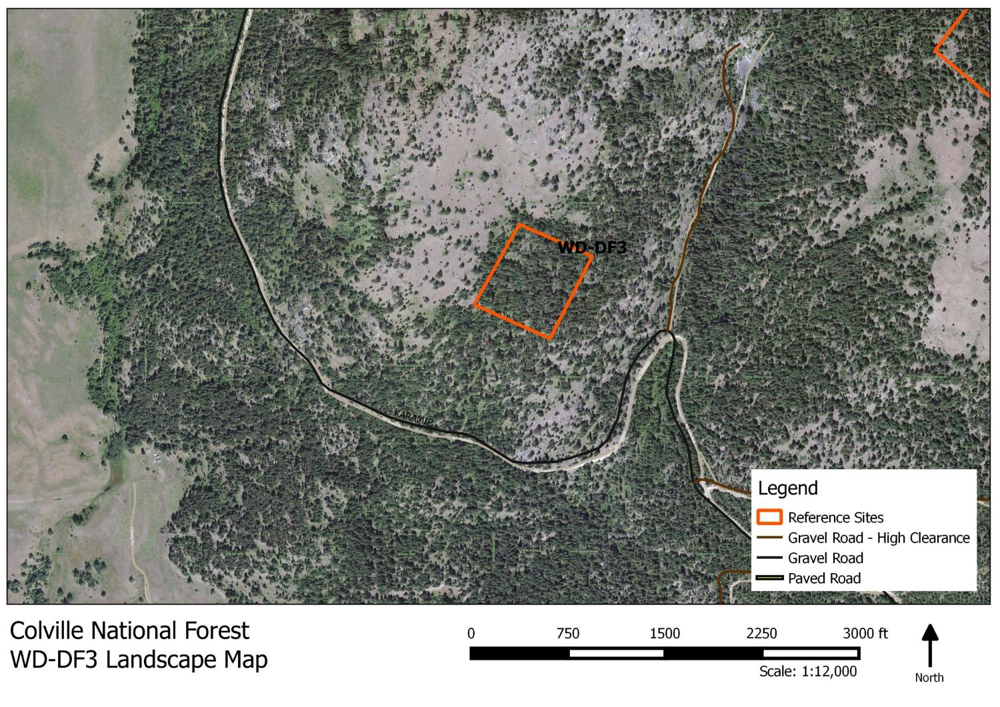 WD-DF3
KARAMIP
Legend
Reference Sites
Gravel Road - High Clearance
Gravel Road
Paved Road
Colville National Forest
WD-DF3 Landscape Map
0 750 1500 2250 3000 ft
Scale: 1:12,000
North